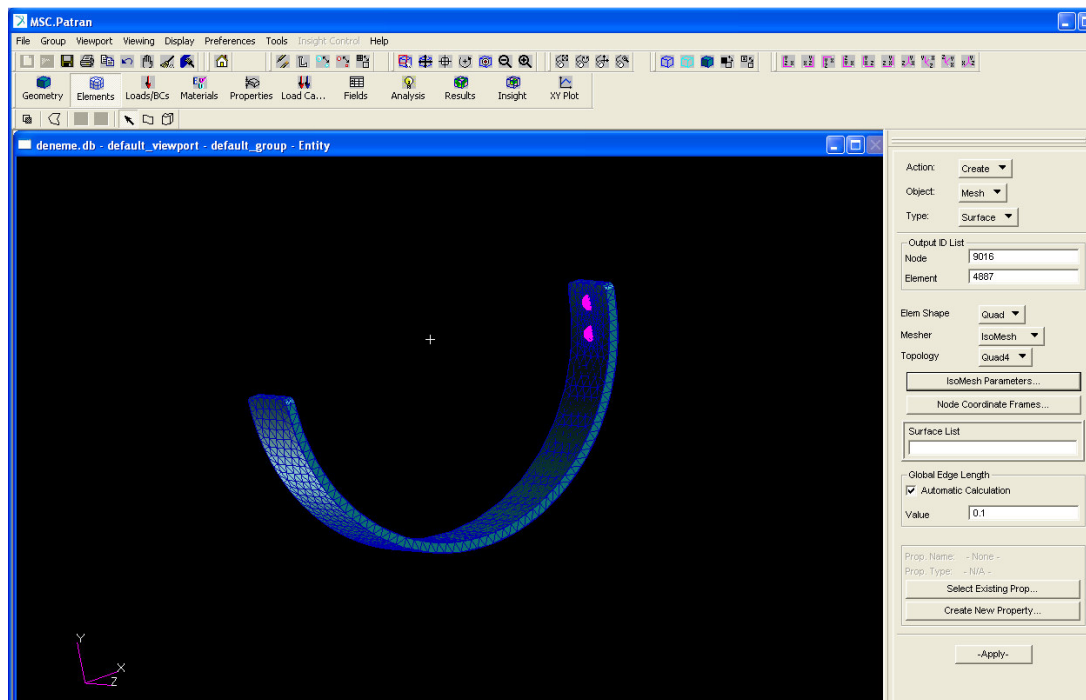 MSC.Patran
File Group Viewport Viewing Display Preferences Tools Insight Control Help
Geometry Elements Loads/BCs Materials Properties Load Ca... Fields Analysis Results Insight XY Plot
deneme.db - default_viewport - default_group - Entity
Action: Create
Object: Mesh
Type: Surface
Output ID List
Node 9016
Element 4887
Elem Shape Quad
Mesher IsoMesh
Topology Quad4
IsoMesh Parameters...
Node Coordinate Frames...
Surface List
Global Edge Length
Automatic Calculation
Value 0.1
Prop. Name: - None -
Prop. Type: - N/A -
Select Existing Prop...
Create New Property...
-Apply-
Y
X
Z